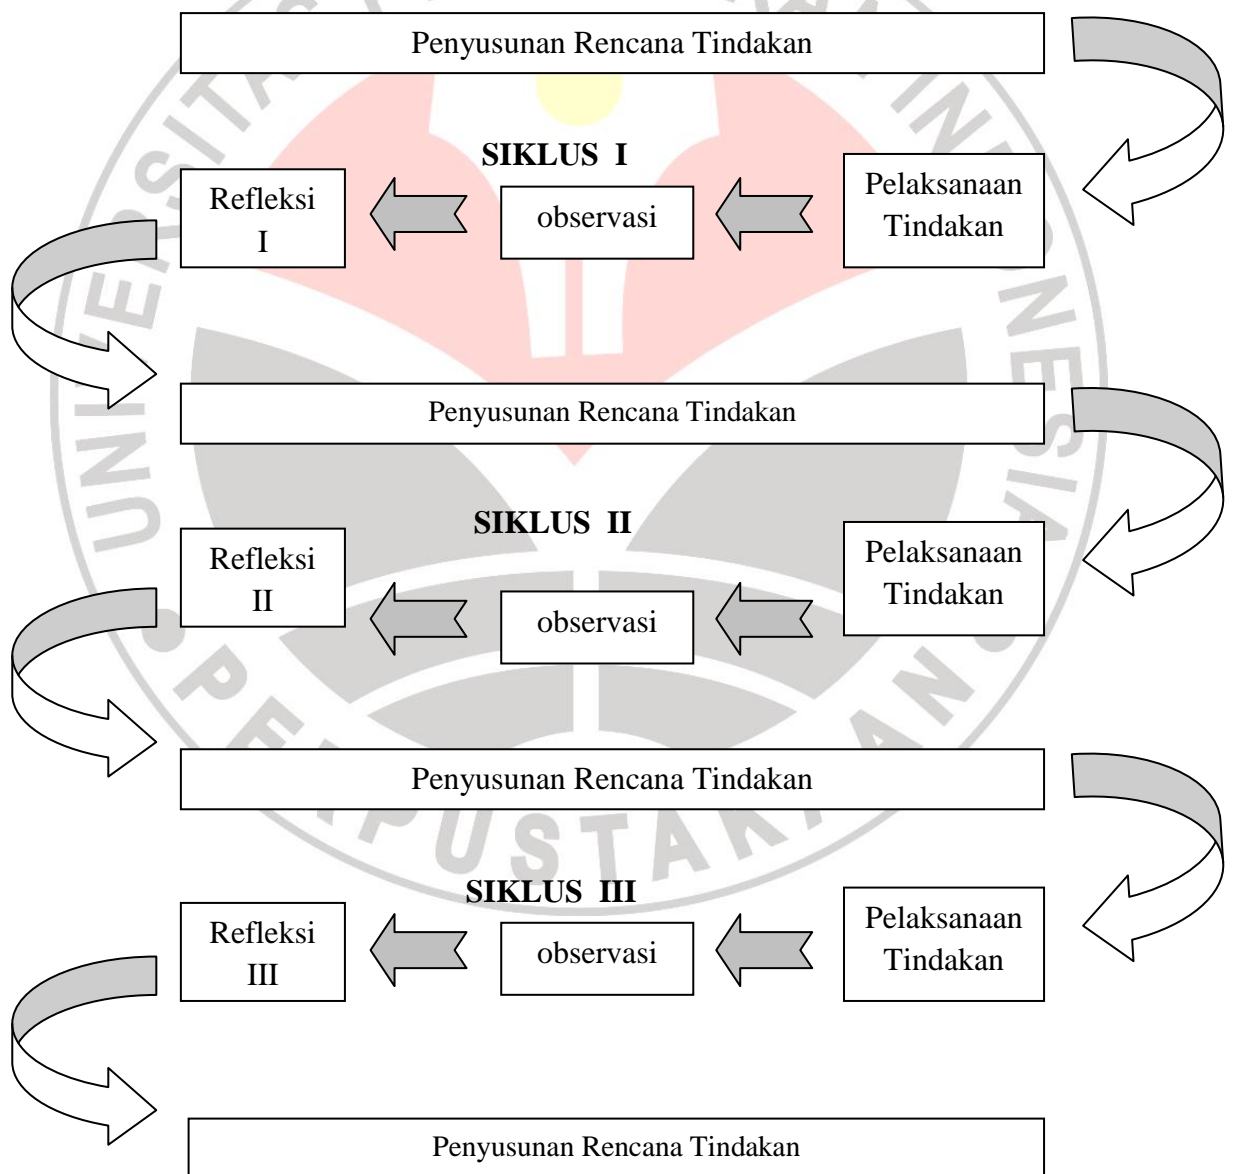 Penyusunan Rencana Tindakan
SIKLUS I
Refleksi
I
observasi
Pelaksanaan
Tindakan
Penyusunan Rencana Tindakan
SIKLUS II
Refleksi
II
observasi
Pelaksanaan
Tindakan
Penyusunan Rencana Tindakan
SIKLUS III
Refleksi
III
observasi
Pelaksanaan
Tindakan
Penyusunan Rencana Tindakan
PERPUSTAKAAN